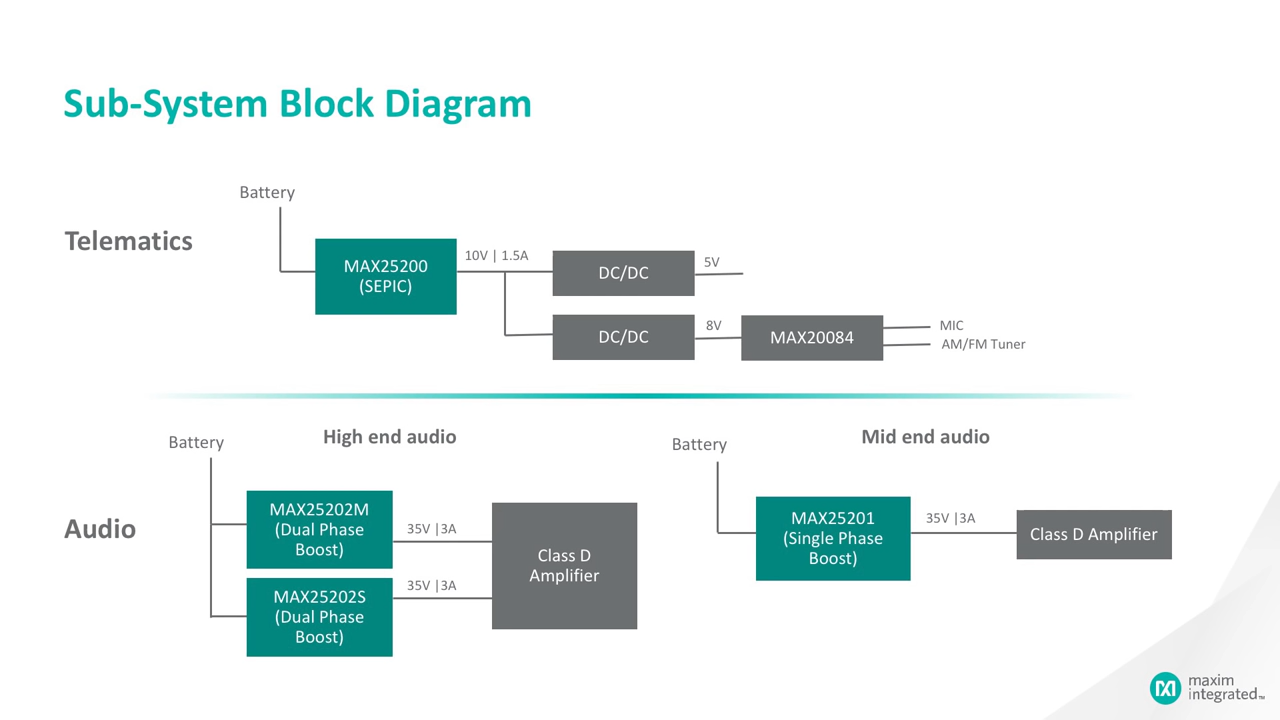 Sub-System Block Diagram
Battery
Telematics
MAX25200
(SEPIC)
10V | 1.5A
DC/DC
5V
DC/DC
8V
MAX20084
MIC
AM/FM Tuner
Audio
High end audio
Battery
MAX25202M
(Dual Phase
Boost)
35V |3A
MAX25202S
(Dual Phase
Boost)
35V |3A
Class D
Amplifier
Mid end audio
Battery
MAX25201
(Single Phase
Boost)
35V |3A
Class D Amplifier
maxim
integrated™